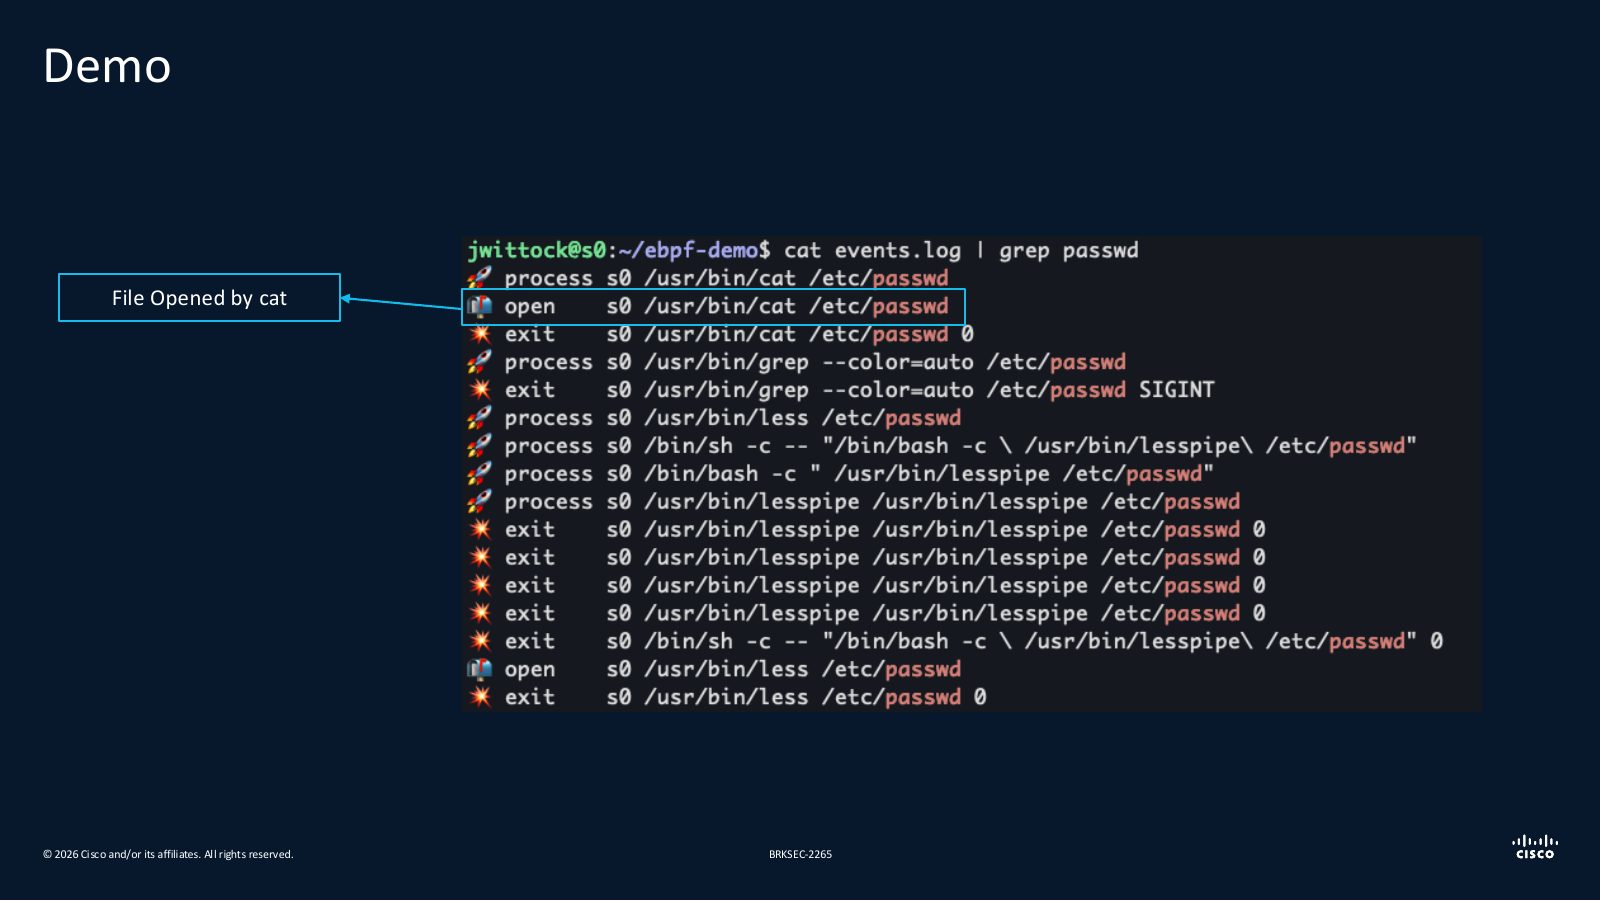 Demo
jwittock@s0:~/ebpf-demo$ cat events.log | grep passwd
🚀 process s0 /usr/bin/cat /etc/passwd
File Opened by cat
📬 open    s0 /usr/bin/cat /etc/passwd
💥 exit    s0 /usr/bin/cat /etc/passwd 0
🚀 process s0 /usr/bin/grep --color=auto /etc/passwd
💥 exit    s0 /usr/bin/grep --color=auto /etc/passwd SIGINT
🚀 process s0 /usr/bin/less /etc/passwd
🚀 process s0 /bin/sh -c -- "/bin/bash -c \ /usr/bin/lesspipe\ /etc/passwd"
🚀 process s0 /bin/bash -c " /usr/bin/lesspipe /etc/passwd"
🚀 process s0 /usr/bin/lesspipe /usr/bin/lesspipe /etc/passwd
💥 exit    s0 /usr/bin/lesspipe /usr/bin/lesspipe /etc/passwd 0
💥 exit    s0 /usr/bin/lesspipe /usr/bin/lesspipe /etc/passwd 0
💥 exit    s0 /usr/bin/lesspipe /usr/bin/lesspipe /etc/passwd 0
💥 exit    s0 /usr/bin/lesspipe /usr/bin/lesspipe /etc/passwd 0
💥 exit    s0 /bin/sh -c -- "/bin/bash -c \ /usr/bin/lesspipe\ /etc/passwd" 0
📬 open    s0 /usr/bin/less /etc/passwd
💥 exit    s0 /usr/bin/less /etc/passwd 0
© 2026 Cisco and/or its affiliates. All rights reserved.
BRKSEC-2265
CISCO